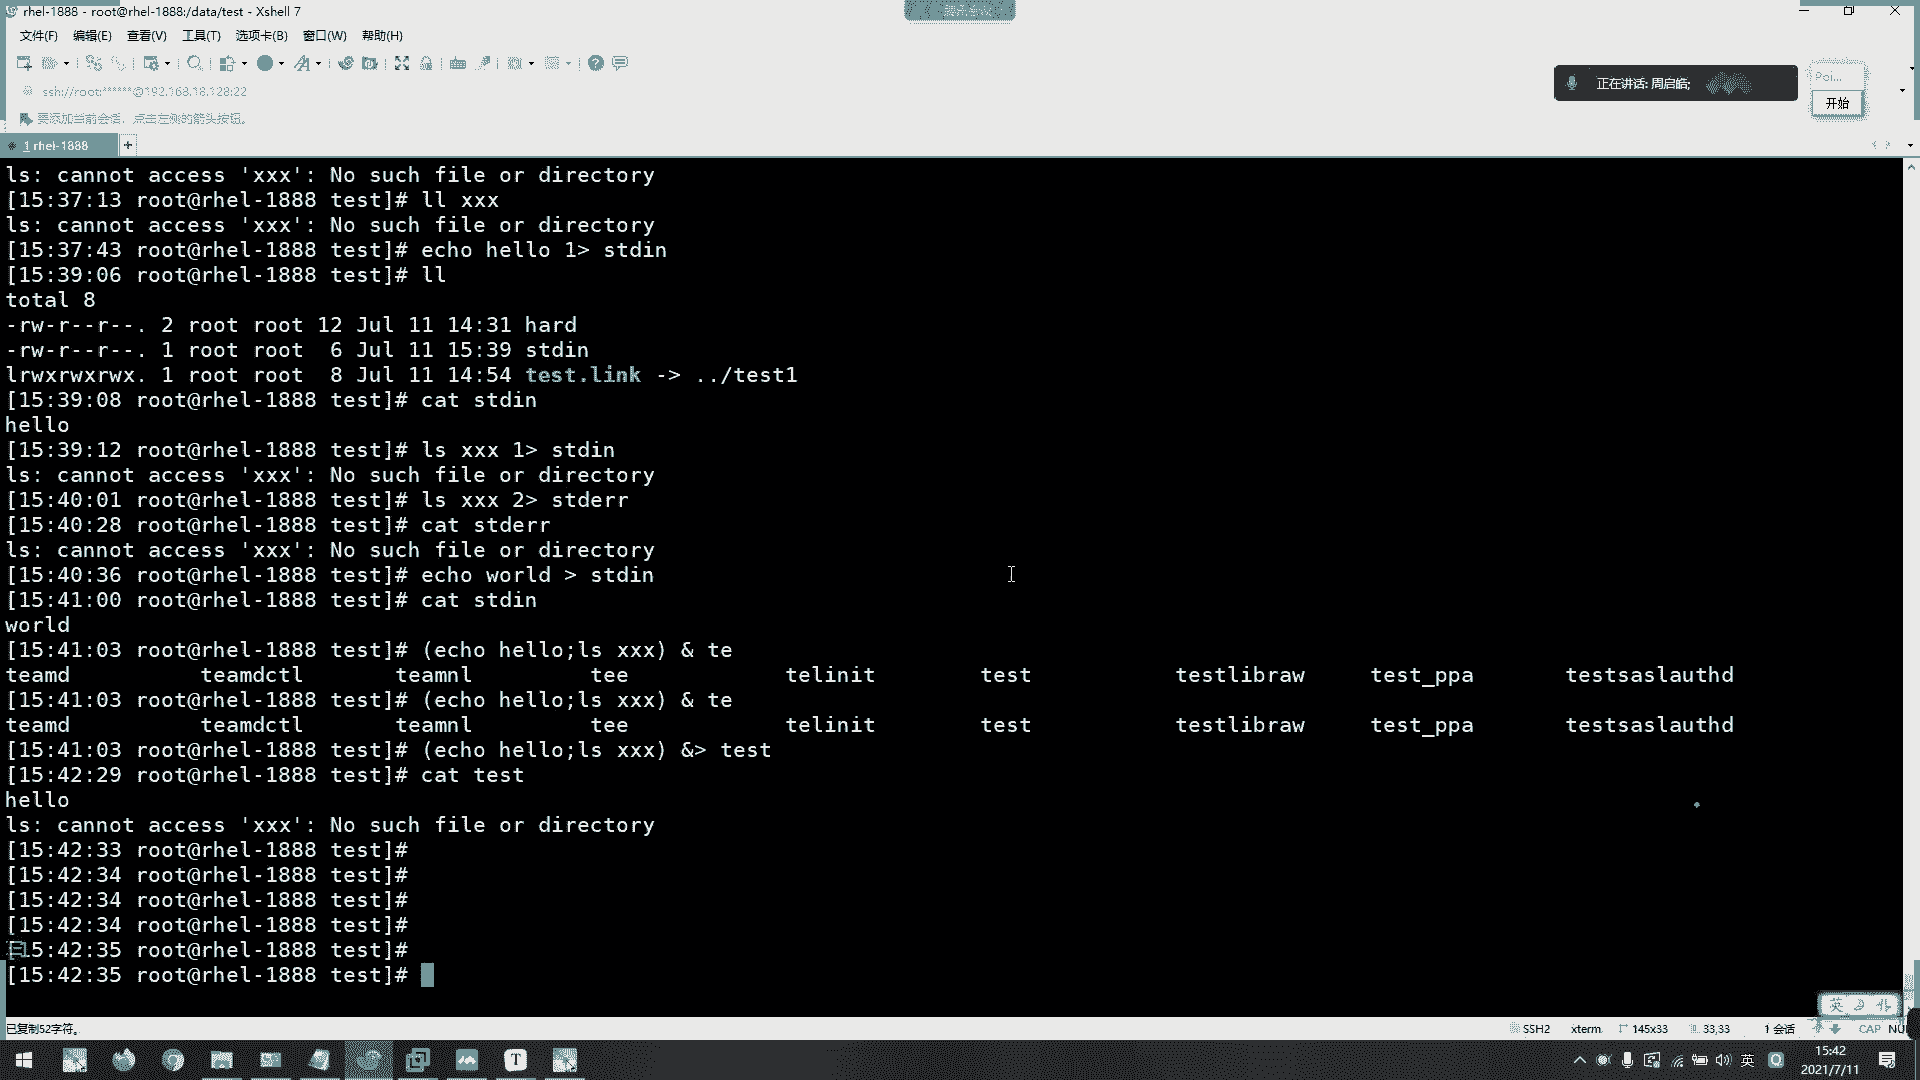 rhel-1888 - root@rhel-1888:/data/test - Xshell 7
文件(F) 编辑(E) 查看(V) 工具(T) 选项卡(B) 窗口(W) 帮助(H)
ssh://root:******@192.168.18.128:22
正在讲话: 周启皓;
Poi...
开始
要添加当前会话，点击左侧的箭头按钮。
1 rhel-1888
ls: cannot access 'xxx': No such file or directory
[15:37:13 root@rhel-1888 test]# ll xxx
ls: cannot access 'xxx': No such file or directory
[15:37:43 root@rhel-1888 test]# echo hello 1> stdin
[15:39:06 root@rhel-1888 test]# ll
total 8
-rw-r--r--. 2 root root 12 Jul 11 14:31 hard
-rw-r--r--. 1 root root  6 Jul 11 15:39 stdin
lrwxrwxrwx. 1 root root  8 Jul 11 14:54 test.link -> ../test1
[15:39:08 root@rhel-1888 test]# cat stdin
hello
[15:39:12 root@rhel-1888 test]# ls xxx 1> stdin
ls: cannot access 'xxx': No such file or directory
[15:40:01 root@rhel-1888 test]# ls xxx 2> stderr
[15:40:28 root@rhel-1888 test]# cat stderr
ls: cannot access 'xxx': No such file or directory
[15:40:36 root@rhel-1888 test]# echo world > stdin
[15:41:00 root@rhel-1888 test]# cat stdin
world
[15:41:03 root@rhel-1888 test]# (echo hello;ls xxx) & te
teamd teamdctl teamnl tee telinit test testlibraw test_ppa testsaslauthd
[15:41:03 root@rhel-1888 test]# (echo hello;ls xxx) & te
teamd teamdctl teamnl tee telinit test testlibraw test_ppa testsaslauthd
[15:41:03 root@rhel-1888 test]# (echo hello;ls xxx) &> test
[15:42:29 root@rhel-1888 test]# cat test
hello
ls: cannot access 'xxx': No such file or directory
[15:42:33 root@rhel-1888 test]#
[15:42:34 root@rhel-1888 test]#
[15:42:34 root@rhel-1888 test]#
[15:42:34 root@rhel-1888 test]#
[15:42:35 root@rhel-1888 test]#
[15:42:35 root@rhel-1888 test]#
英
已复制52字符。 SSH2 xterm 145x33 33,33 1 会话 CAP NU
英 15:42
2021/7/11